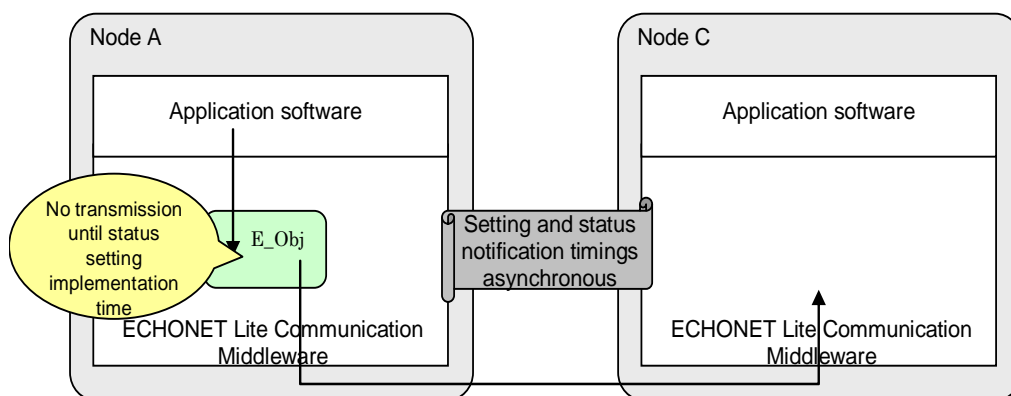 Node A
Application software
No transmission
until status
setting
implementation
time
E_Obj
ECHONET Lite Communication
Middleware
Setting and status
notification timings
asynchronous
Node C
Application software
ECHONET Lite Communication
Middleware